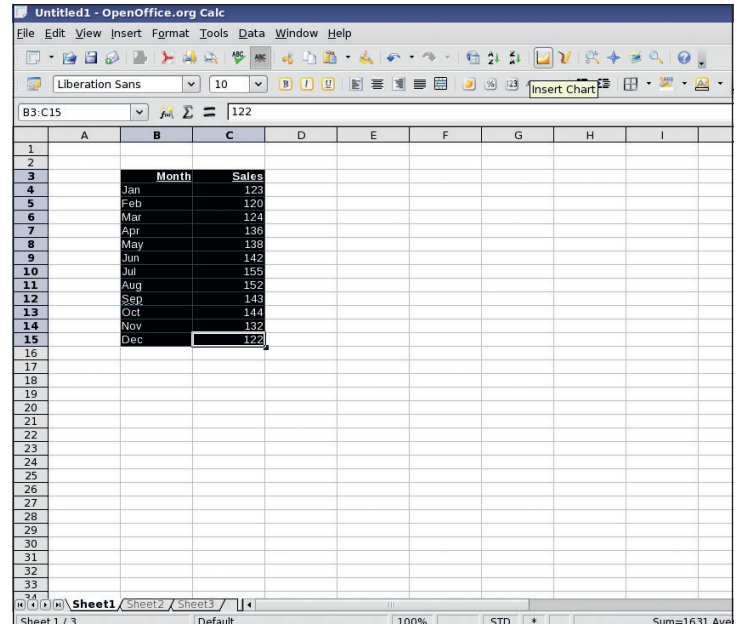 Untitled1 - OpenOffice.org Calc
File Edit View Insert Format Tools Data Window Help
Liberation Sans 10
Insert Chart
B3:C15 122
A B C D E F G H I
1
2
3 Month Sales
4 Jan 123
5 Feb 120
6 Mar 124
7 Apr 136
8 May 138
9 Jun 142
10 Jul 155
11 Aug 152
12 Sep 143
13 Oct 144
14 Nov 132
15 Dec 122
16
17
18
19
20
21
22
23
24
25
26
27
28
29
30
31
32
33
34
Sheet1 Sheet2 Sheet3
Sheet 1 / 3 Default 100% STD * Sum=1631 Ave